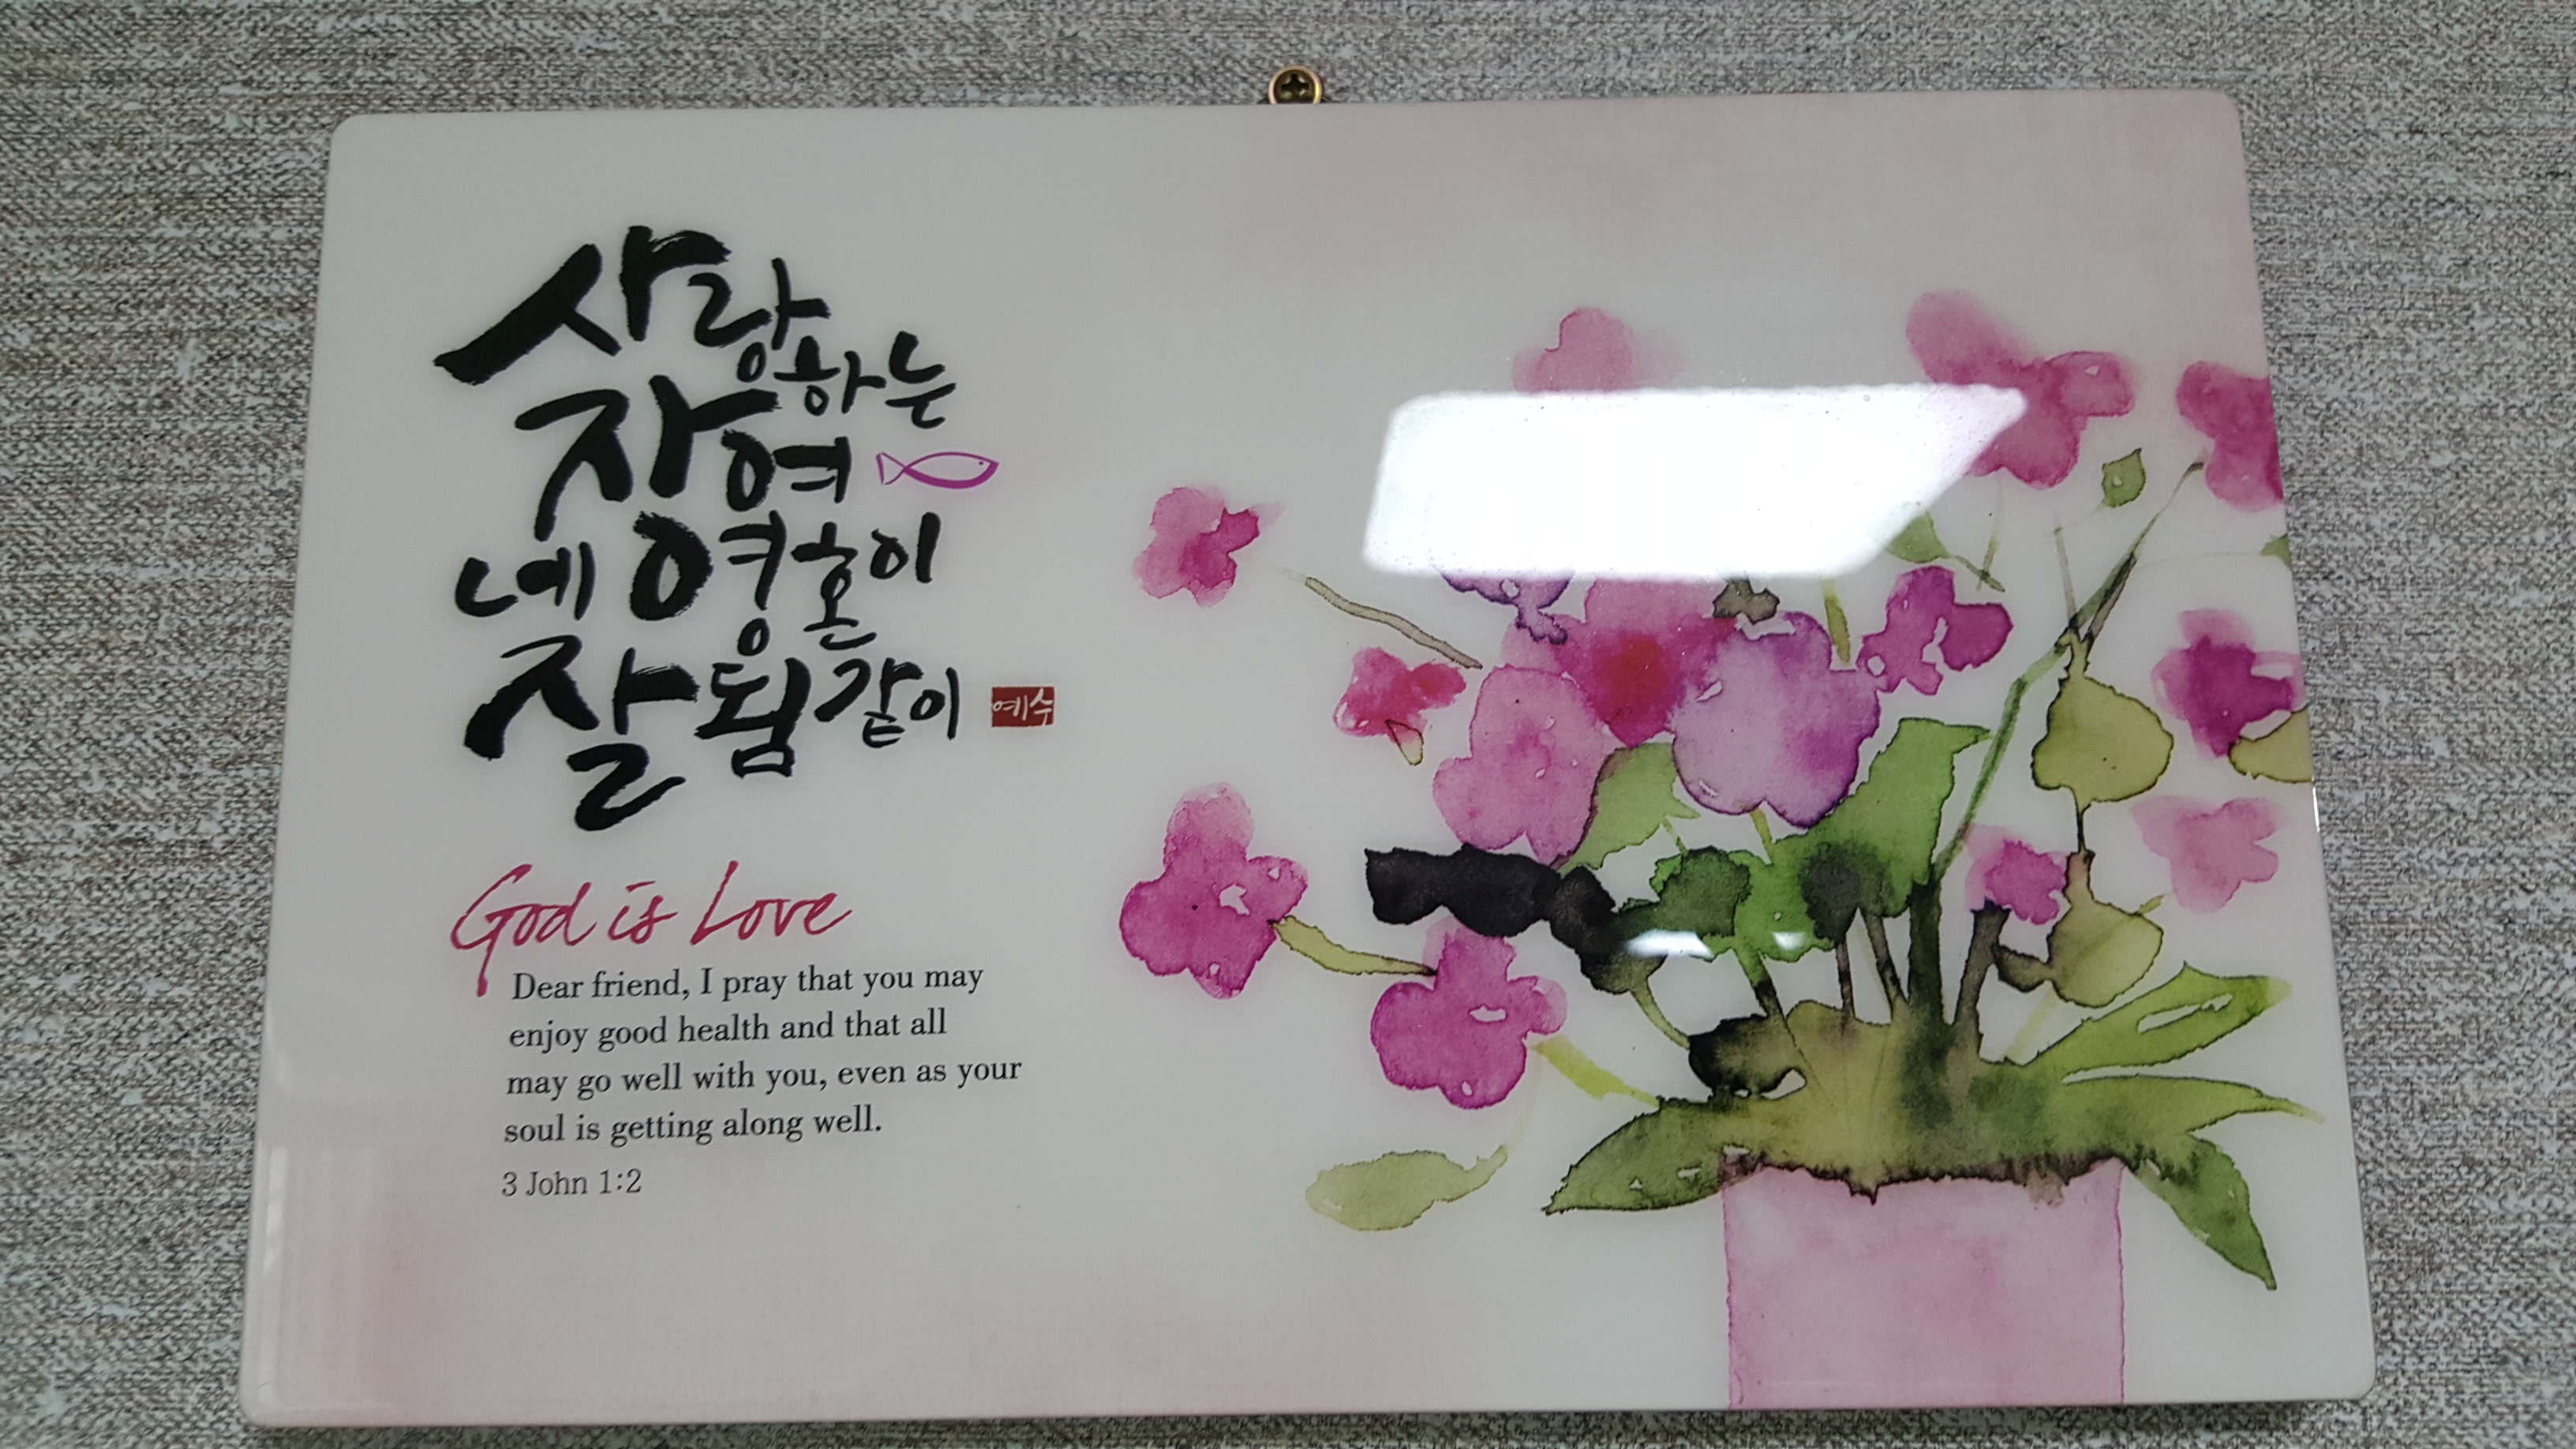 사랑하는
자여
네 영혼이
잘됨 같이
예수
God is Love
Dear friend, I pray that you may
enjoy good health and that all
may go well with you, even as your
soul is getting along well.
3 John 1:2